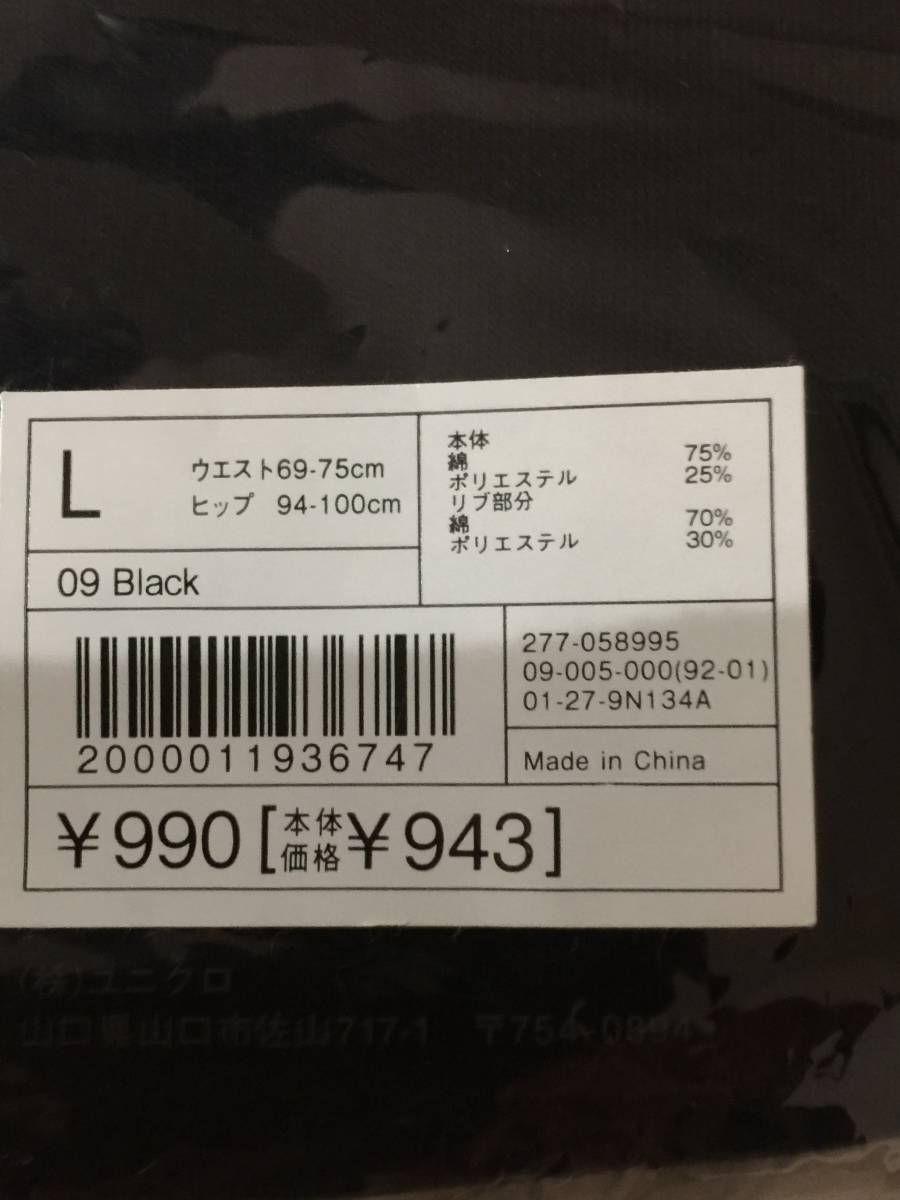 L
ウエスト69-75cm
ヒップ 94-100cm
本体
綿 75%
ポリエステル 25%
リブ部分
綿 70%
ポリエステル 30%
09 Black
2000011936747
277-058995
09-005-000(92-01)
01-27-9N134A
Made in China
¥990[本体価格¥943]
(株)ユニクロ
山口県山口市佐山717-1 〒754-0894